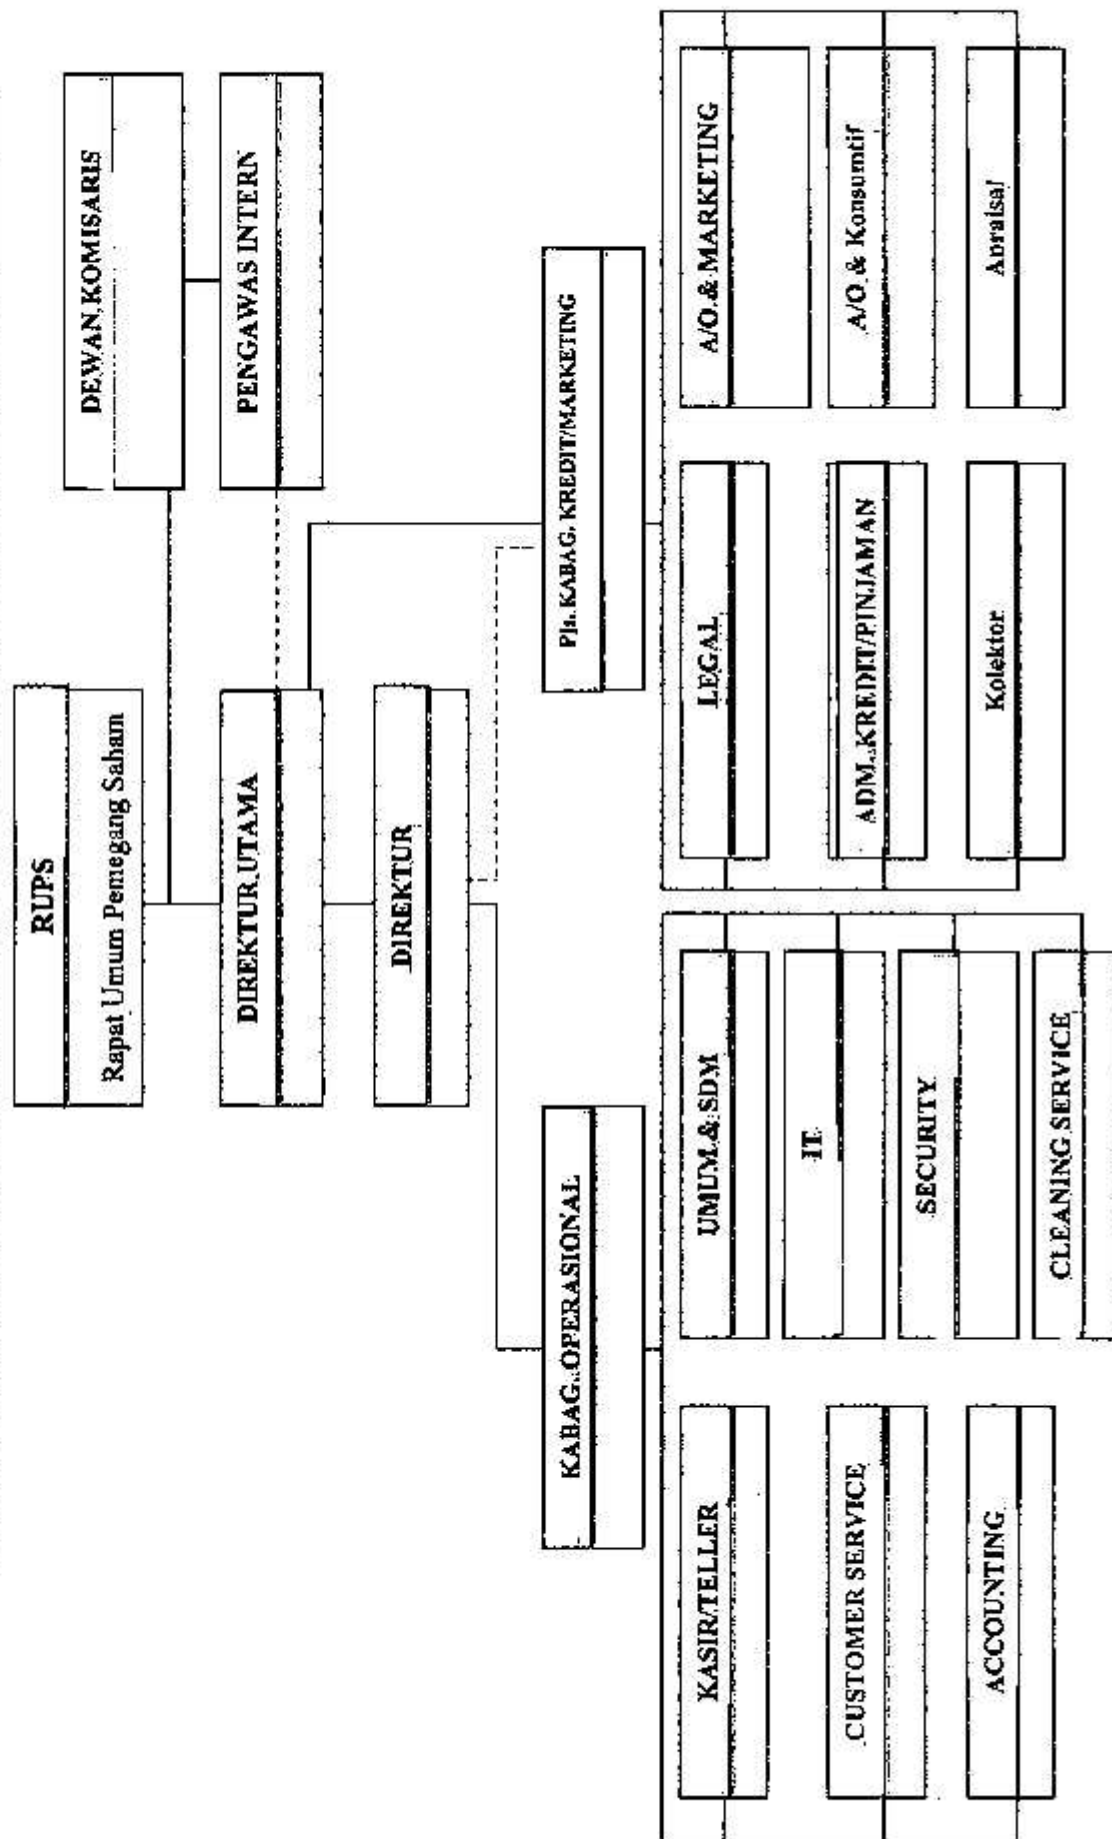 RUPS
Rapat Umum Pemegang Saham
DEWAN KOMISARIS
DIREKTUR UTAMA
PENGAWAS INTERN
DIREKTUR
KABAG. OPERASIONAL
Pjs. KABAG. KREDIT/MARKETING
KASIR/TELLER
UMUM & SDM
LEGAL
A/O & MARKETING
IT
CUSTOMER SERVICE
ADM. KREDIT/PINJAMAN
A/O & Konsumtif
SECURITY
ACCOUNTING
Kolektor
Apraisal
CLEANING SERVICE